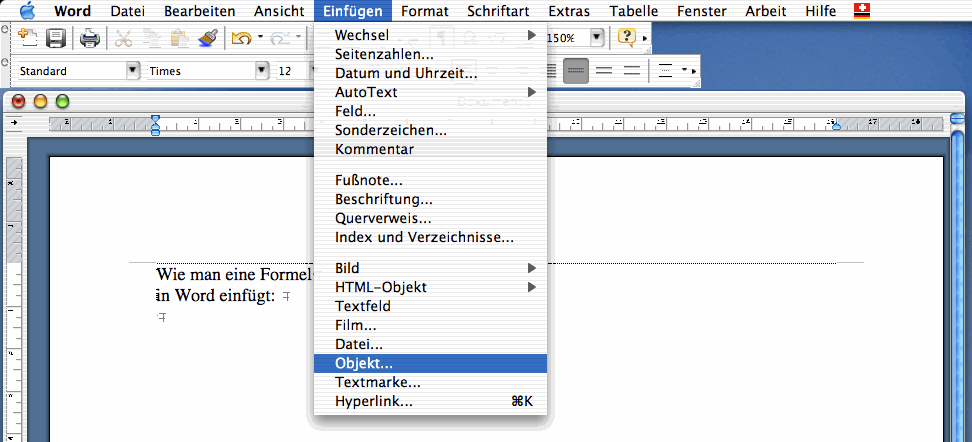 Word Datei Bearbeiten Ansicht Einfügen Format Schriftart Extras Tabelle Fenster Arbeit Hilfe
150%
Standard Times 12
Wechsel
Seitenzahlen...
Datum und Uhrzeit...
AutoText
Feld...
Sonderzeichen...
Kommentar
Fußnote...
Beschriftung...
Querverweis...
Index und Verzeichnisse...
Bild
HTML-Objekt
Textfeld
Film...
Datei...
Objekt...
Textmarke...
Hyperlink... ⌘K
Wie man eine Formel-
in Word einfügt: